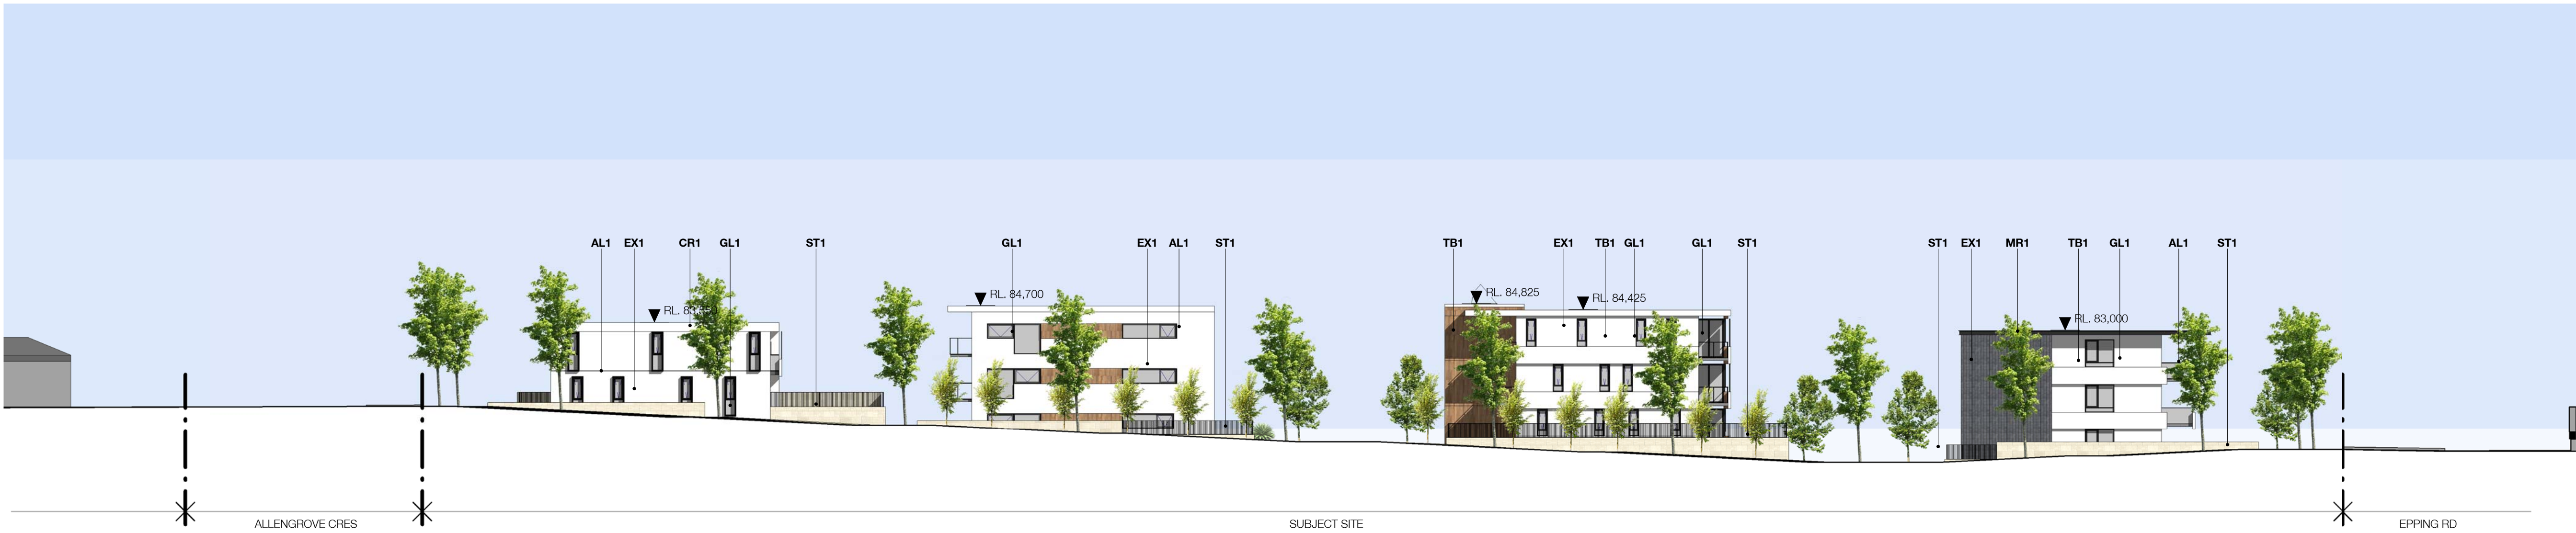 AL1 EX1 CR1 GL1 ST1 GL1 EX1 AL1 ST1 TB1 EX1 TB1 GL1 GL1 ST1 ST1 EX1 MR1 TB1 GL1 AL1 ST1
RL. 84,700
RL. 84,825
RL. 84,425
RL.
RL. 83,000
ALLENGROVE CRES SUBJECT SITE EPPING RD